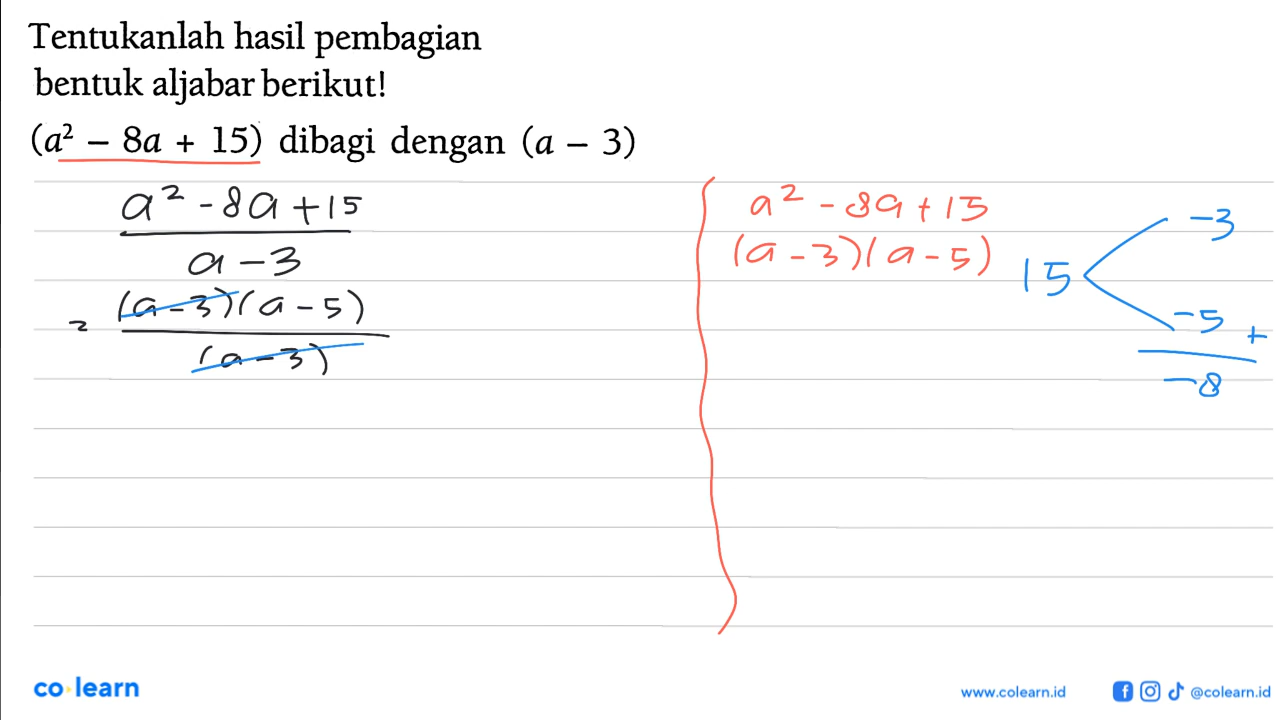 Tentukanlah hasil pembagian
bentuk aljabar berikut!
(a² – 8a + 15) dibagi dengan (a – 3)
a² - 8a + 15
a - 3
= (a - 3)(a - 5)
(a - 3)
a² - 8a + 15
(a - 3)(a - 5)
15
-3
-5 +
-8
co learn
www.colearn.id
@colearn.id